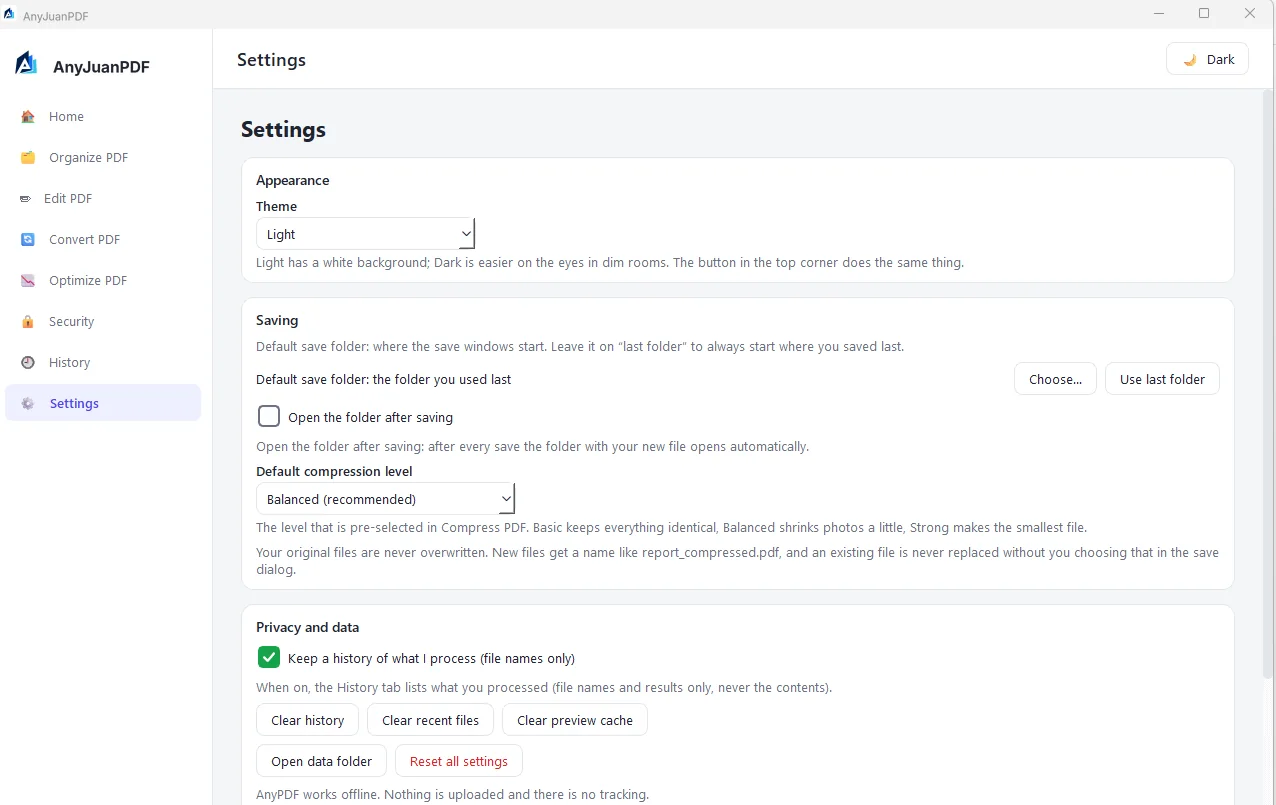 AnyJuanPDF
AnyJuanPDF
Home
Organize PDF
Edit PDF
Convert PDF
Optimize PDF
Security
History
Settings
Settings
Dark
Settings
Appearance
Theme
Light
Light has a white background; Dark is easier on the eyes in dim rooms. The button in the top corner does the same thing.
Saving
Default save folder: where the save windows start. Leave it on “last folder” to always start where you saved last.
Default save folder: the folder you used last
Choose...
Use last folder
Open the folder after saving
Open the folder after saving: after every save the folder with your new file opens automatically.
Default compression level
Balanced (recommended)
The level that is pre-selected in Compress PDF. Basic keeps everything identical, Balanced shrinks photos a little, Strong makes the smallest file.
Your original files are never overwritten. New files get a name like report_compressed.pdf, and an existing file is never replaced without you choosing that in the save
dialog.
Privacy and data
Keep a history of what I process (file names only)
When on, the History tab lists what you processed (file names and results only, never the contents).
Clear history
Clear recent files
Clear preview cache
Open data folder
Reset all settings
AnyPDF works offline. Nothing is uploaded and there is no tracking.